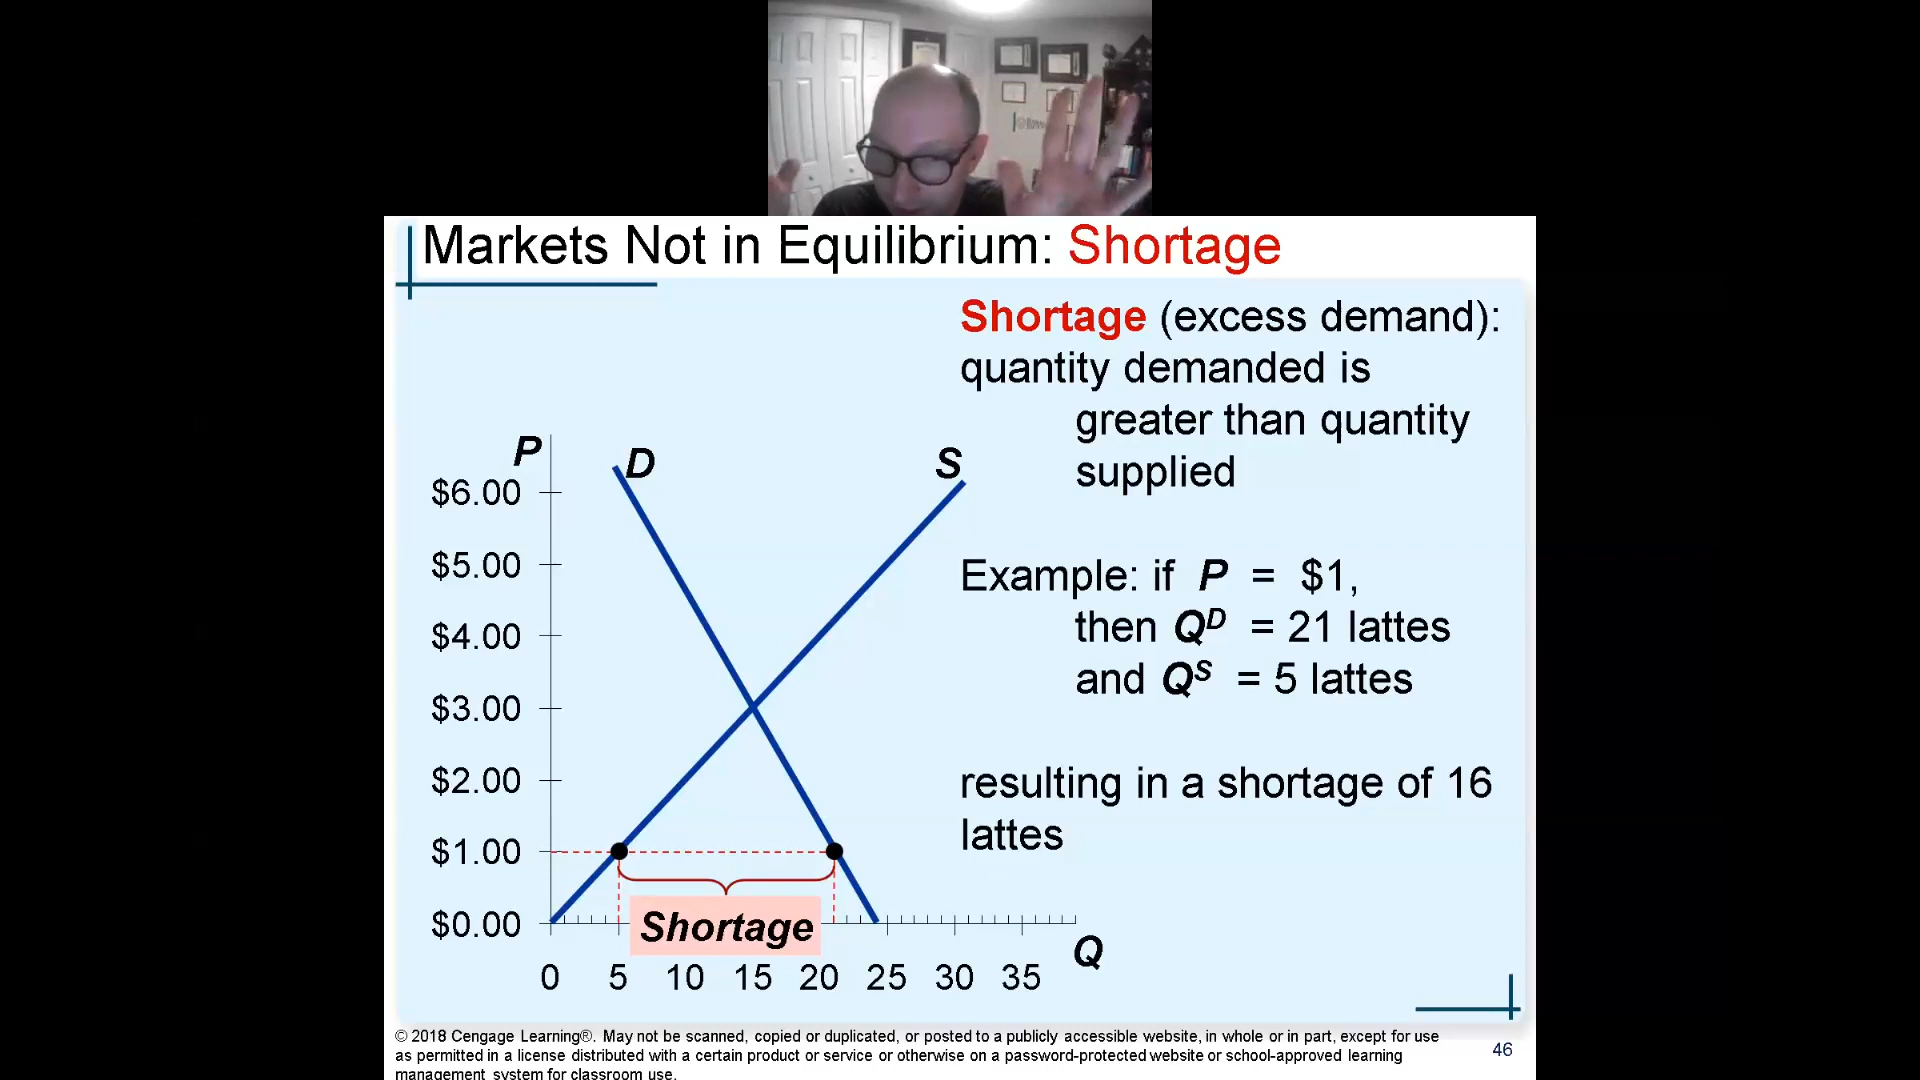 Markets Not in Equilibrium: Shortage
Shortage (excess demand):
quantity demanded is
greater than quantity
supplied
Example: if P = $1,
then QD = 21 lattes
and QS = 5 lattes
resulting in a shortage of 16
lattes
P
D
S
$6.00
$5.00
$4.00
$3.00
$2.00
$1.00
$0.00
Shortage
Q
0 5 10 15 20 25 30 35
© 2018 Cengage Learning®. May not be scanned, copied or duplicated, or posted to a publicly accessible website, in whole or in part, except for use
as permitted in a license distributed with a certain product or service or otherwise on a password-protected website or school-approved learning
management system for classroom use.
46